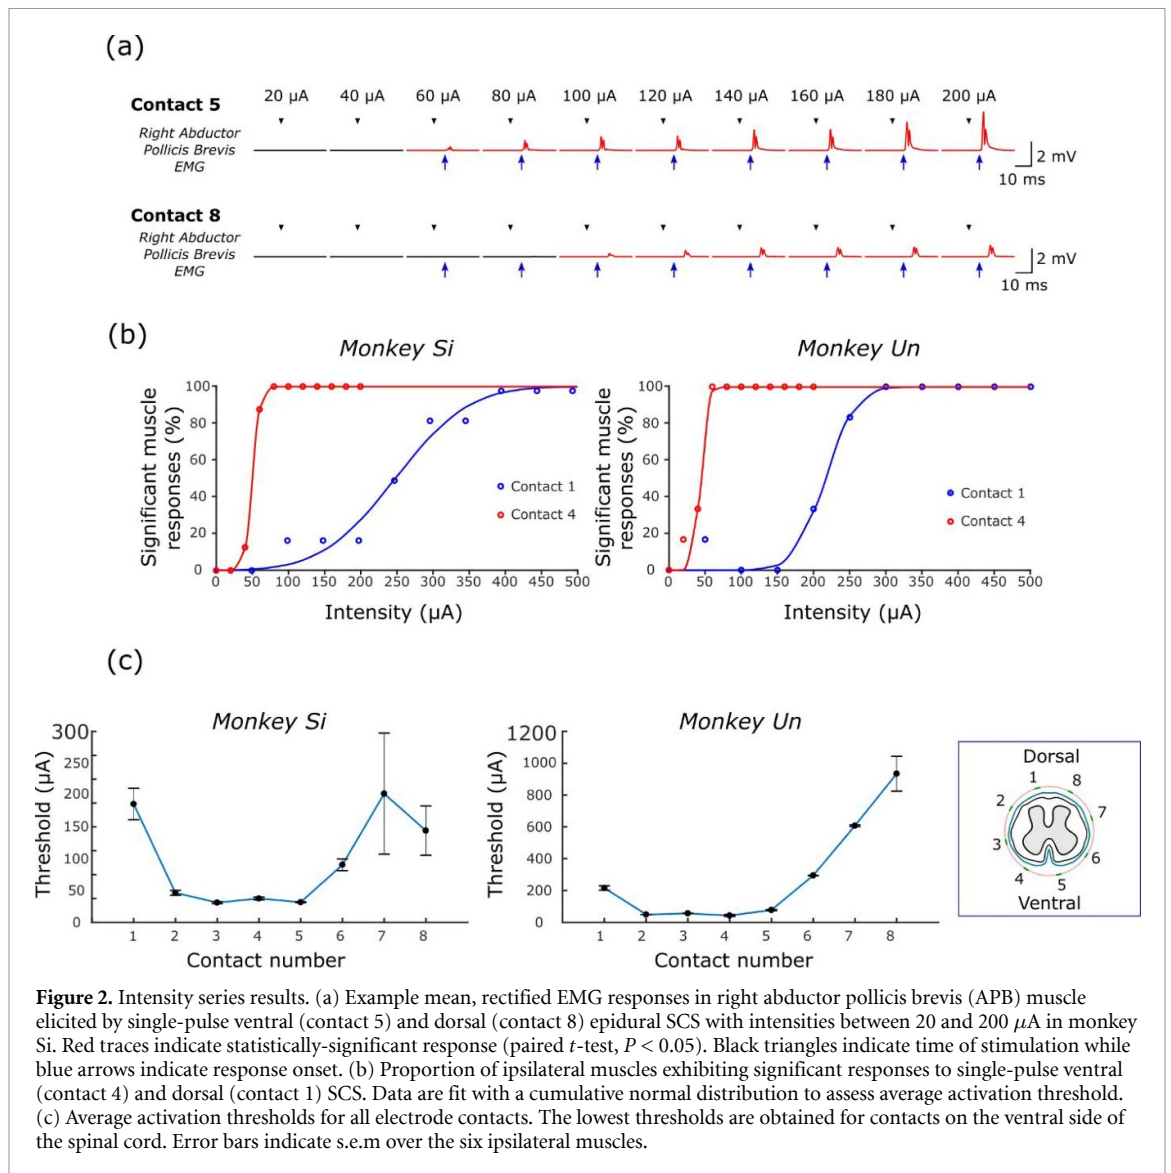 (a)
20 μA 40 μA 60 μA 80 μA 100 μA 120 μA 140 μA 160 μA 180 μA 200 μA
Contact 5
Right Abductor
Pollicis Brevis
EMG
2 mV
10 ms
Contact 8
Right Abductor
Pollicis Brevis
EMG
2 mV
10 ms
(b)
Monkey Si
Significant muscle
responses (%)
100
80
60
40
20
0
0 50 100 150 200 250 300 350 400 450 500
Intensity (μA)
Contact 1
Contact 4
Monkey Un
Significant muscle
responses (%)
100
80
60
40
20
0
0 50 100 150 200 250 300 350 400 450 500
Intensity (μA)
Contact 1
Contact 4
(c)
Monkey Si
Threshold (μA)
300
250
200
150
100
50
0
1 2 3 4 5 6 7 8
Contact number
Monkey Un
Threshold (μA)
1200
1000
800
600
400
200
0
1 2 3 4 5 6 7 8
Contact number
Dorsal
1 8
2 7
3 6
4 5
Ventral
Figure 2. Intensity series results. (a) Example mean, rectified EMG responses in right abductor pollicis brevis (APB) muscle
elicited by single-pulse ventral (contact 5) and dorsal (contact 8) epidural SCS with intensities between 20 and 200 μA in monkey
Si. Red traces indicate statistically-significant response (paired t-test, P < 0.05). Black triangles indicate time of stimulation while
blue arrows indicate response onset. (b) Proportion of ipsilateral muscles exhibiting significant responses to single-pulse ventral
(contact 4) and dorsal (contact 1) SCS. Data are fit with a cumulative normal distribution to assess average activation threshold.
(c) Average activation thresholds for all electrode contacts. The lowest thresholds are obtained for contacts on the ventral side of
the spinal cord. Error bars indicate s.e.m over the six ipsilateral muscles.